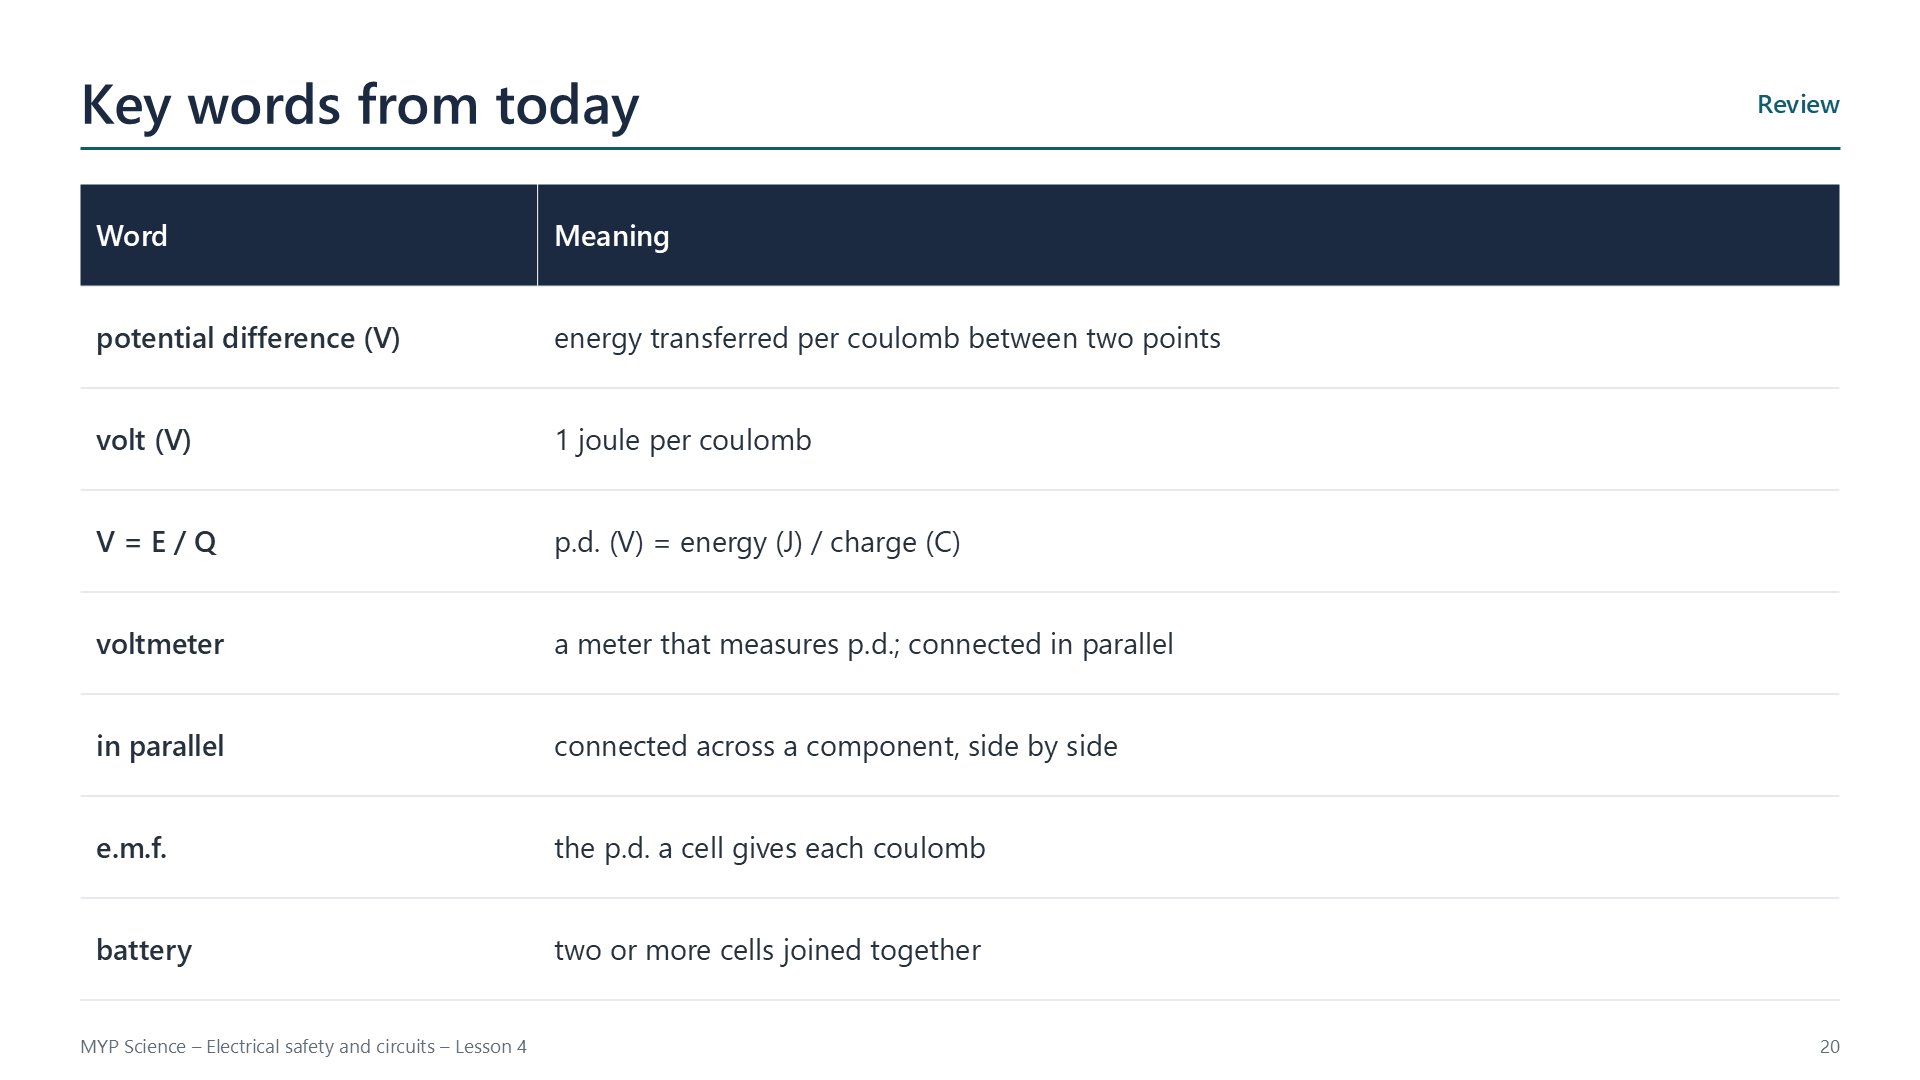 Key words from today
Review
Word
Meaning
potential difference (V)
energy transferred per coulomb between two points
volt (V)
1 joule per coulomb
V = E / Q
p.d. (V) = energy (J) / charge (C)
voltmeter
a meter that measures p.d.; connected in parallel
in parallel
connected across a component, side by side
e.m.f.
the p.d. a cell gives each coulomb
battery
two or more cells joined together
MYP Science – Electrical safety and circuits – Lesson 4
20